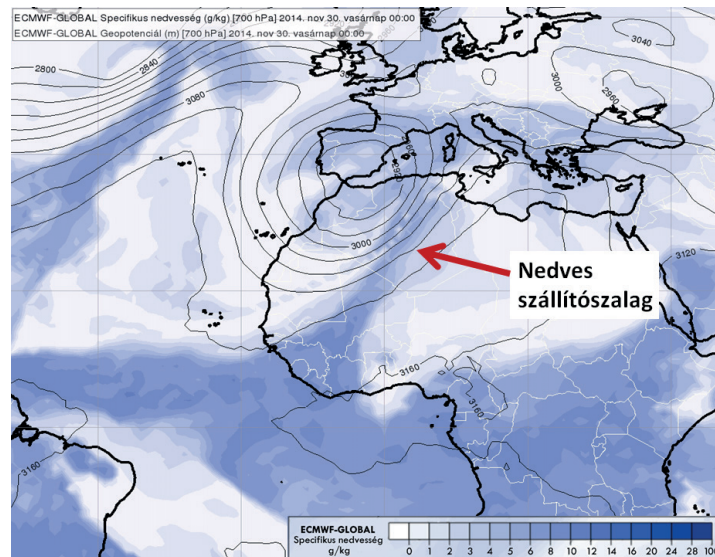 ECMWF-GLOBAL Specifikus nedvesség (g/kg) [700 hPa] 2014. nov 30. vasárnap 00:00
ECMWF-GLOBAL Geopotenciál (m) [700 hPa] 2014. nov 30. vasárnap 00:00
3040
2800
2840
3000
2960
3080
3000
3120
Nedves
szállítószalag
3160
3160
3160
ECMWF-GLOBAL
Specifikus nedvesség
g/kg
0 1 2 3 4 5 6 8 10 12 14 16 20 24 28